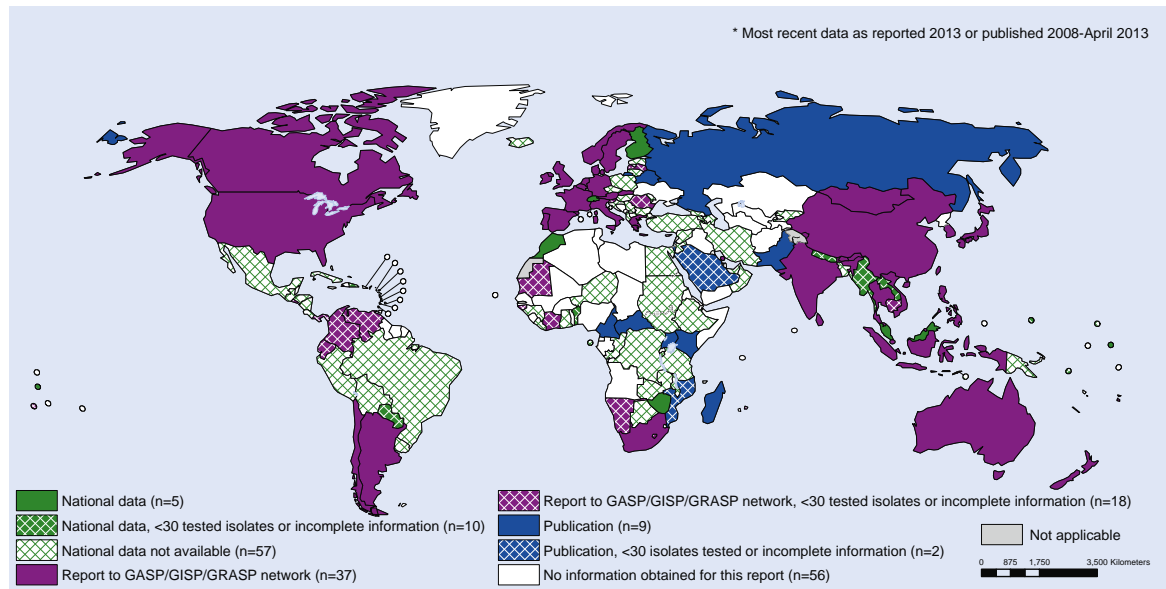 * Most recent data as reported 2013 or published 2008-April 2013
National data (n=5)
National data, <30 tested isolates or incomplete information (n=10)
National data not available (n=57)
Report to GASP/GISP/GRASP network (n=37)
Report to GASP/GISP/GRASP network, <30 tested isolates or incomplete information (n=18)
Publication (n=9)
Publication, <30 isolates tested or incomplete information (n=2)
No information obtained for this report (n=56)
Not applicable
0 875 1,750 3,500 Kilometers